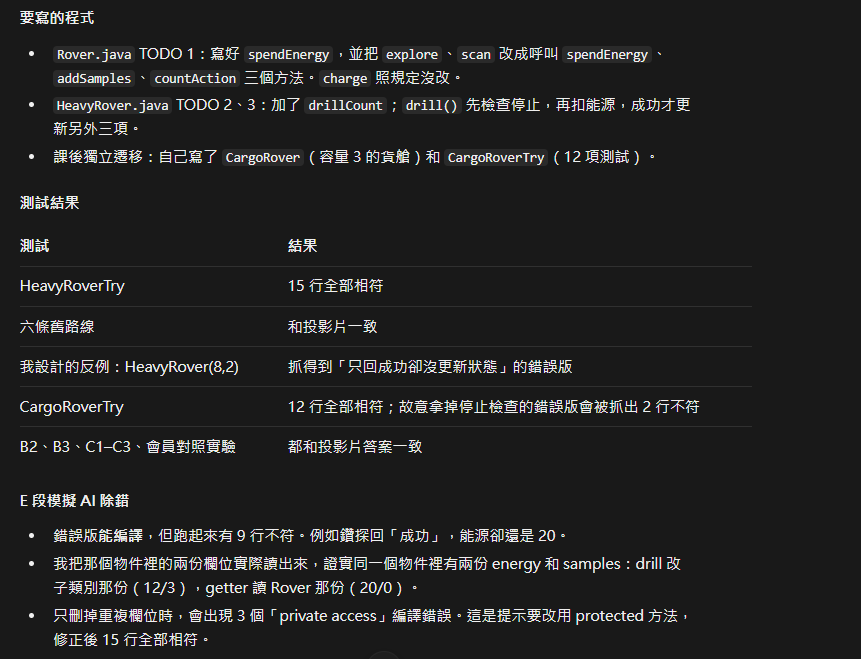 要寫的程式
• Rover.java TODO 1：寫好 spendEnergy，並把 explore、scan 改成呼叫 spendEnergy、
addSamples、countAction 三個方法。charge 照規定沒改。
• HeavyRover.java TODO 2、3：加了 drillCount；drill() 先檢查停止，再扣能源，成功才更
新另外三項。
• 課後獨立遷移：自己寫了 CargoRover（容量 3 的貨艙）和 CargoRoverTry（12 項測試）。
測試結果
測試 結果
HeavyRoverTry 15 行全部相符
六條舊路線 和投影片一致
我設計的反例：HeavyRover(8,2) 抓得到「只回成功卻沒更新狀態」的錯誤版
CargoRoverTry 12 行全部相符；故意拿掉停止檢查的錯誤版會被抓出 2 行不符
B2、B3、C1–C3、會員對照實驗 都和投影片答案一致
E 段模擬 AI 除錯
• 錯誤版能編譯，但跑起來有 9 行不符。例如鑽探回「成功」，能源卻還是 20。
• 我把那個物件裡的兩份欄位實際讀出來，證實同一個物件裡有兩份 energy 和 samples：drill 改
子類別那份（12/3），getter 讀 Rover 那份（20/0）。
• 只刪掉重複欄位時，會出現 3 個「private access」編譯錯誤。這是提示要改用 protected 方法，
修正後 15 行全部相符。